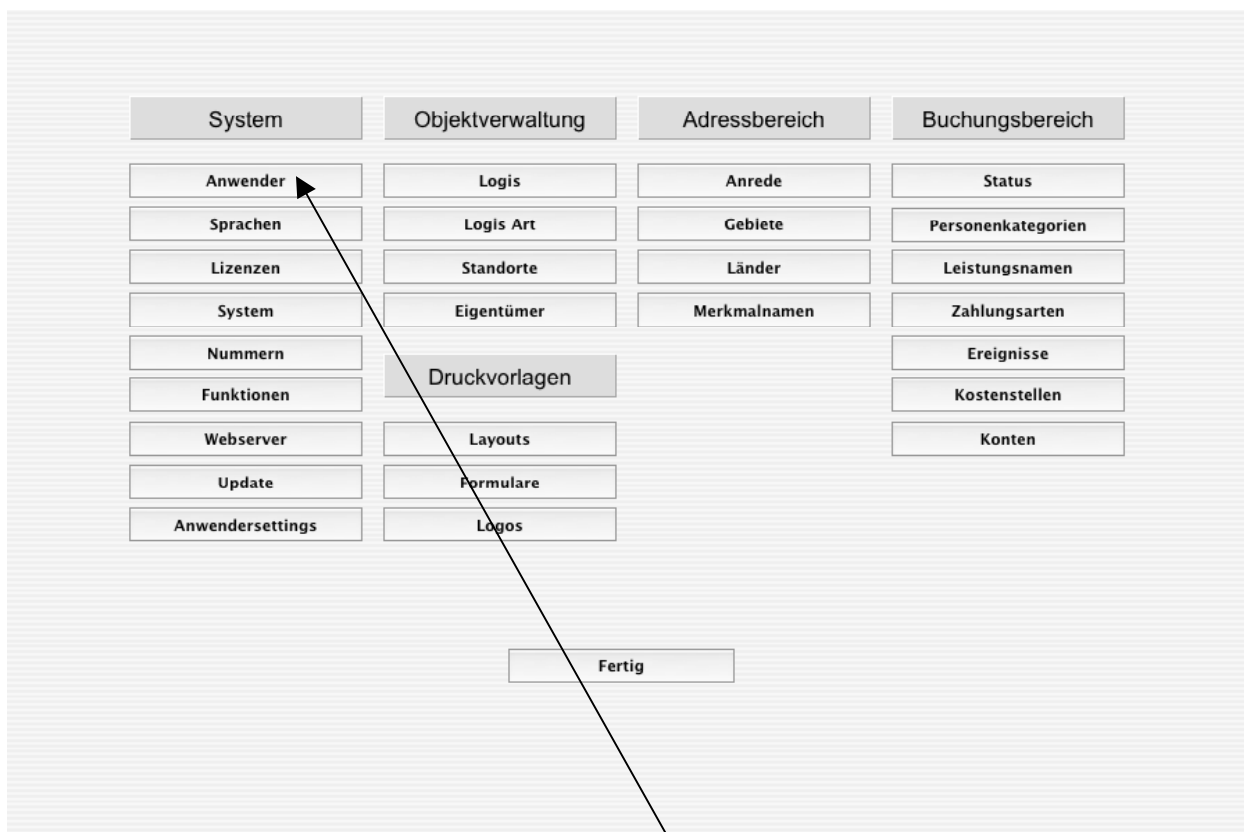 System
Anwender
Sprachen
Lizenzen
System
Nummern
Funktionen
Webserver
Update
Anwendersettings
Objektverwaltung
Logis
Logis Art
Standorte
Eigentümer
Druckvorlagen
Layouts
Formulare
Logos
Adressbereich
Anrede
Gebiete
Länder
Merkmalnamen
Buchungsbereich
Status
Personenkategorien
Leistungsnamen
Zahlungsarten
Ereignisse
Kostenstellen
Konten
Fertig